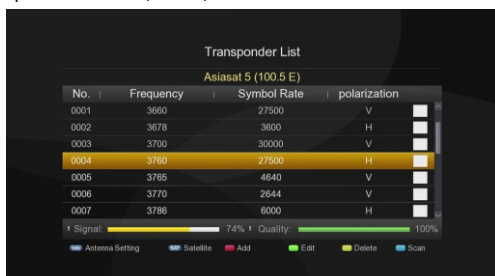 Transponder List
Asiasat 5 (100.5 E)
No. Frequency Symbol Rate polarization
0001 3660 27500 V
0002 3678 3600 H
0003 3700 30000 V
0004 3760 27500 H
0005 3765 4640 V
0006 3770 2644 V
0007 3786 6000 H
Signal: 74% Quality: 100%
Antenna Setting SAT Satellite Add Edit Delete Scan